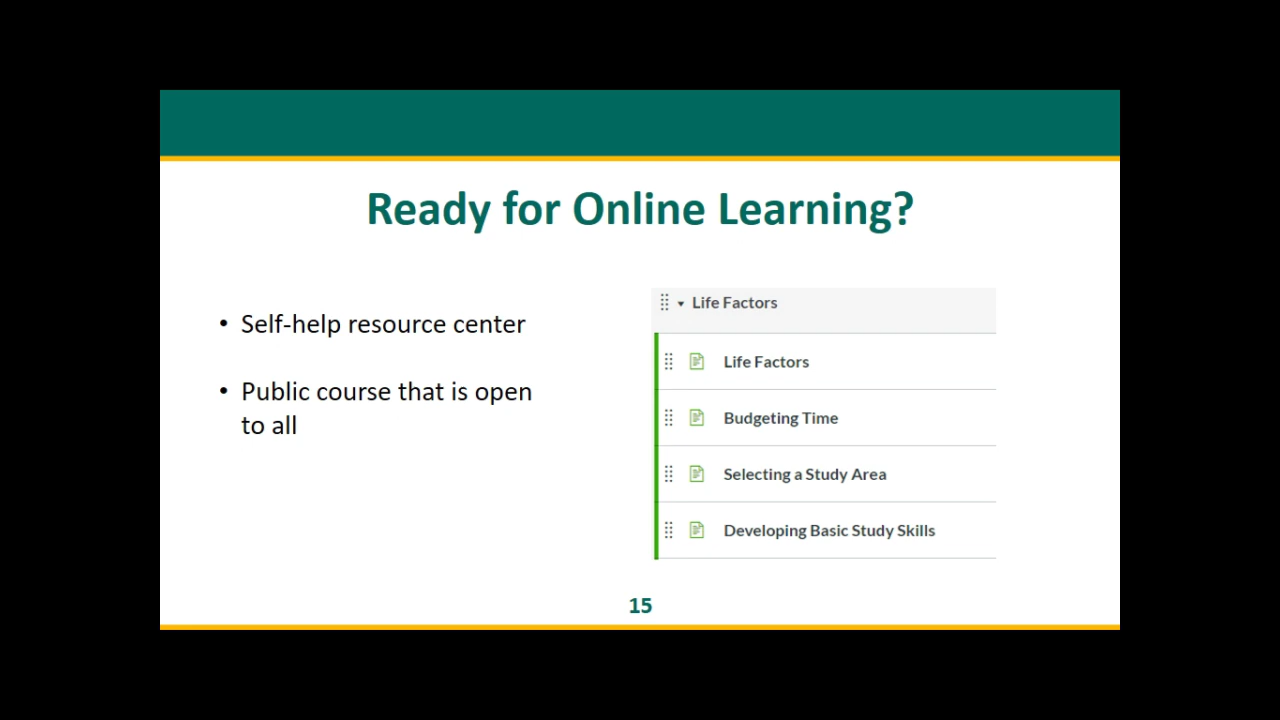 Ready for Online Learning?
• Self-help resource center
• Public course that is open
to all
Life Factors
Life Factors
Budgeting Time
Selecting a Study Area
Developing Basic Study Skills
15